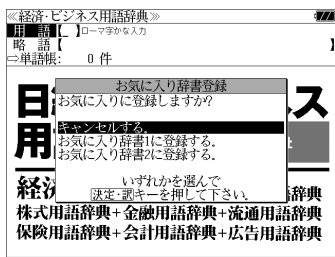 ≪経済・ビジネス用語辞典≫
用　語【_　】ローマ字かな入力
略　語【
⇨単語帳:　0 件
お気に入り辞書登録
お気に入りに登録しますか?
キャンセルする。
お気に入り辞書1に登録する。
お気に入り辞書2に登録する。
いずれかを選んで
決定・訳キーを押して下さい。
日
ス
用
経済
語辞典
株式用語辞典+金融用語辞典+流通用語辞典
保険用語辞典+会計用語辞典+広告用語辞典